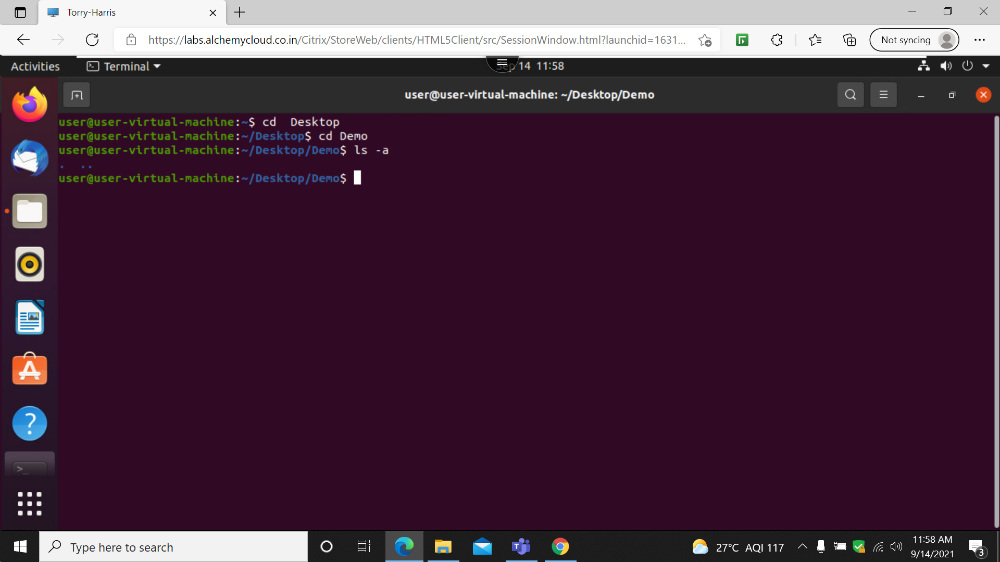 Torry-Harris
https://labs.alchemycloud.co.in/Citrix/StoreWeb/clients/HTML5Client/src/SessionWindow.html?launchid=1631...
Not syncing
Activities
Terminal
Sep 14 11:58
user@user-virtual-machine: ~/Desktop/Demo
user@user-virtual-machine:~$ cd  Desktop
user@user-virtual-machine:~/Desktop$ cd Demo
user@user-virtual-machine:~/Desktop/Demo$ ls -a
.  ..
user@user-virtual-machine:~/Desktop/Demo$
Type here to search
27°C AQI 117
11:58 AM
9/14/2021
3